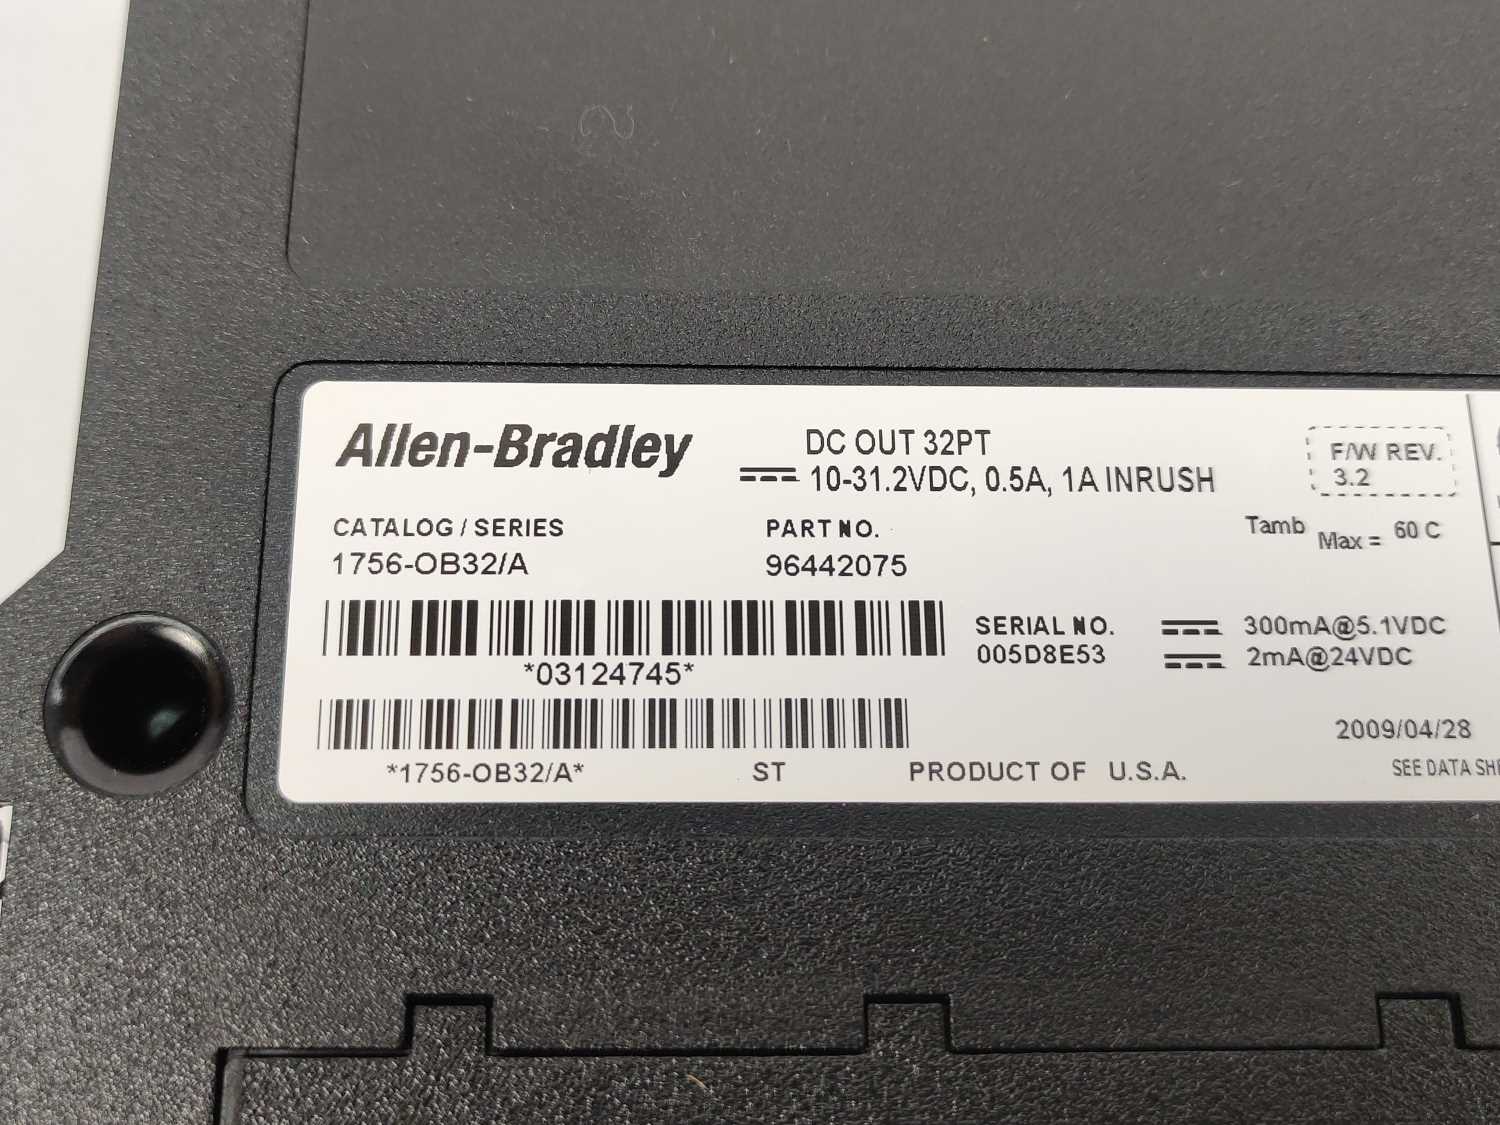 Allen-Bradley
DC OUT 32PT
10-31.2VDC, 0.5A, 1A INRUSH
F/W REV.
3.2
CATALOG / SERIES
1756-OB32/A
PART NO.
96442075
Tamb Max = 60 C
*03124745*
SERIAL NO.
005D8E53
300mA@5.1VDC
2mA@24VDC
2009/04/28
*1756-OB32/A*
ST
PRODUCT OF U.S.A.
SEE DATA